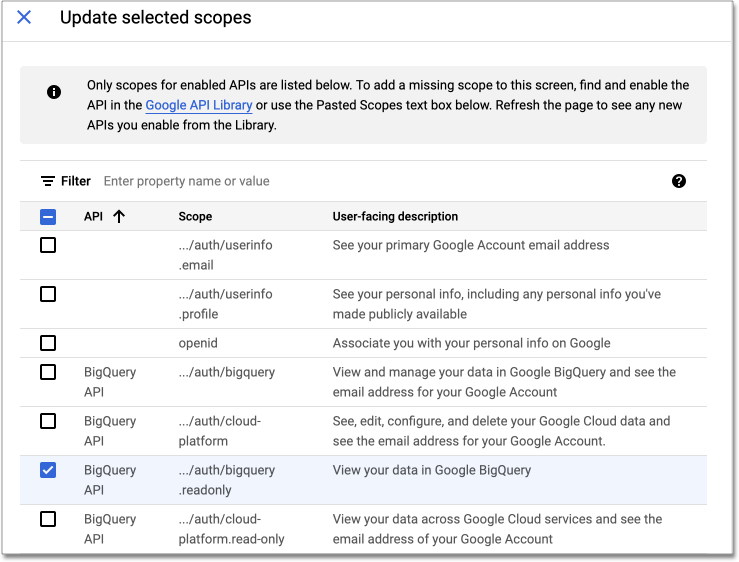 Update selected scopes
Only scopes for enabled APIs are listed below. To add a missing scope to this screen, find and enable the
API in the Google API Library or use the Pasted Scopes text box below. Refresh the page to see any new
APIs you enable from the Library.
Filter Enter property name or value
API Scope User-facing description
.../auth/userinfo See your primary Google Account email address
.email
.../auth/userinfo See your personal info, including any personal info you've
.profile made publicly available
openid Associate you with your personal info on Google
BigQuery .../auth/bigquery View and manage your data in Google BigQuery and see the
API email address for your Google Account
BigQuery .../auth/cloud- See, edit, configure, and delete your Google Cloud data and
API platform see the email address for your Google Account.
BigQuery .../auth/bigquery View your data in Google BigQuery
API .readonly
BigQuery .../auth/cloud- View your data across Google Cloud services and see the
API platform.read-only email address of your Google Account